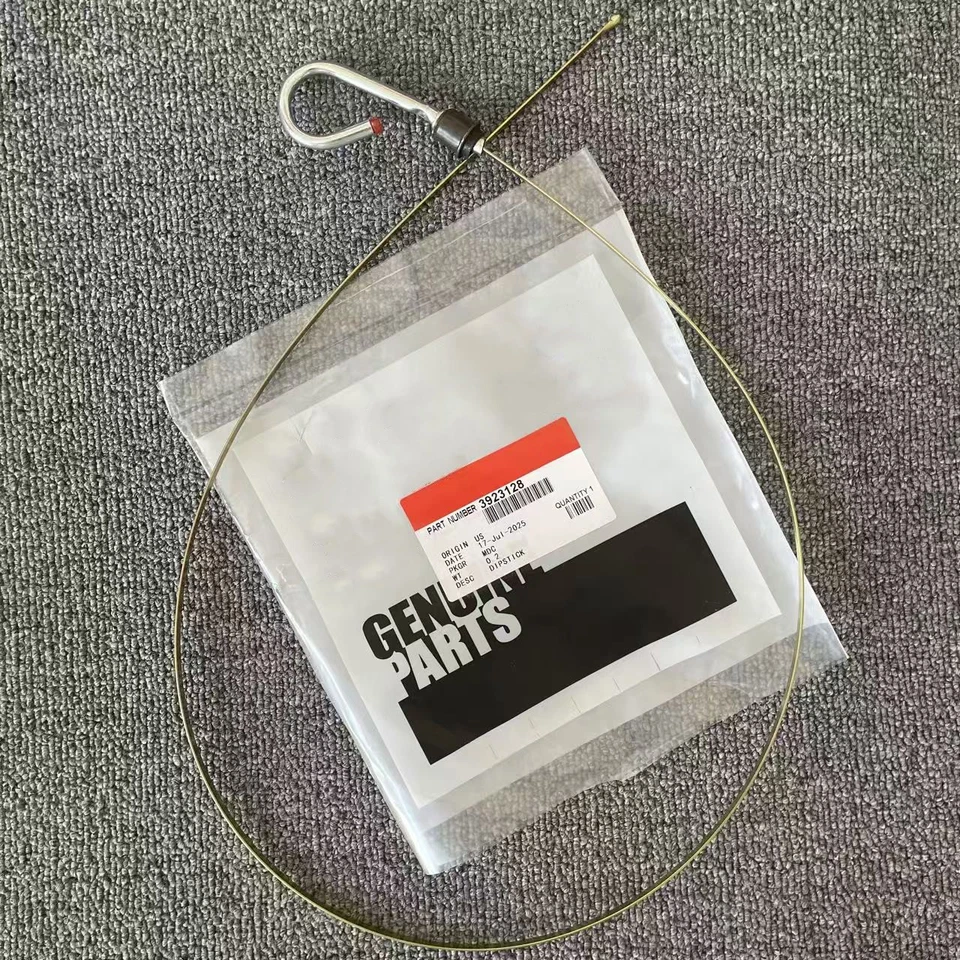 PART NUMBER 3923128
QUANTITY 1
ORIGIN US
DATE 17-Jul-2025
PKGR MDC
WT 0.2
DESC DIPSTICK
GENUINE
PARTS